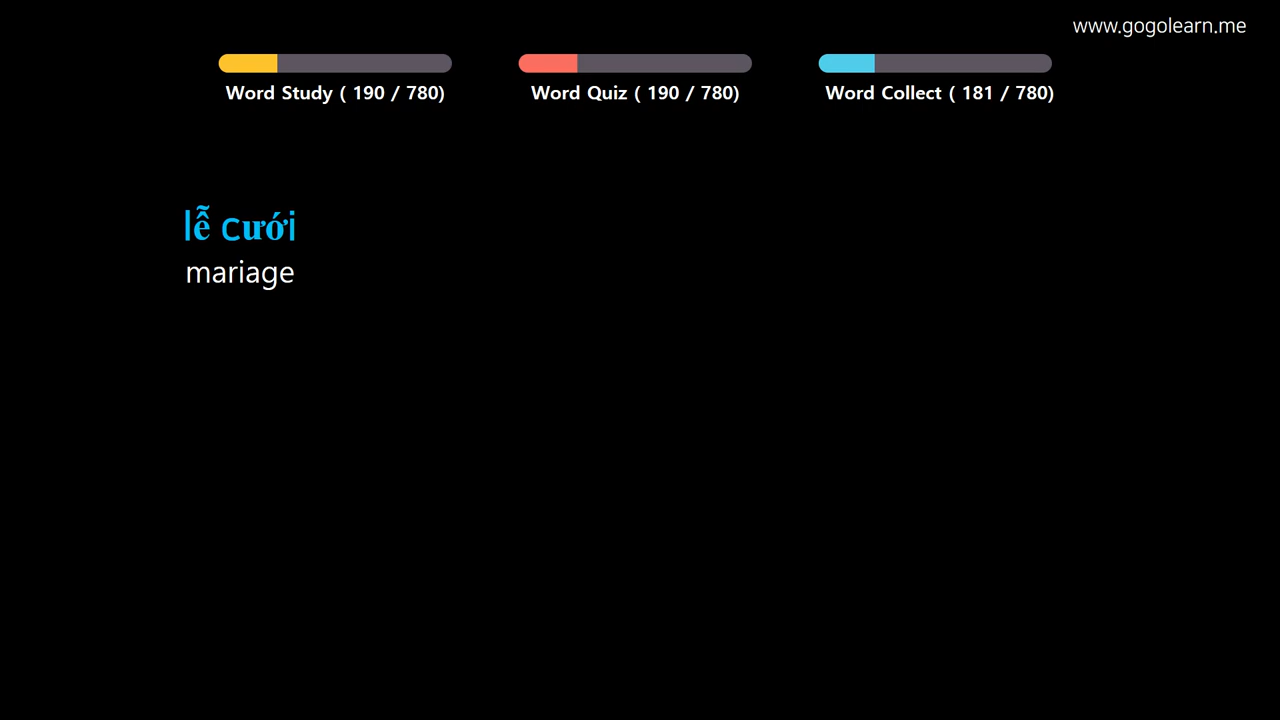 www.gogolearn.me
Word Study ( 190 / 780)
Word Quiz ( 190 / 780)
Word Collect ( 181 / 780)
lễ cưới
mariage